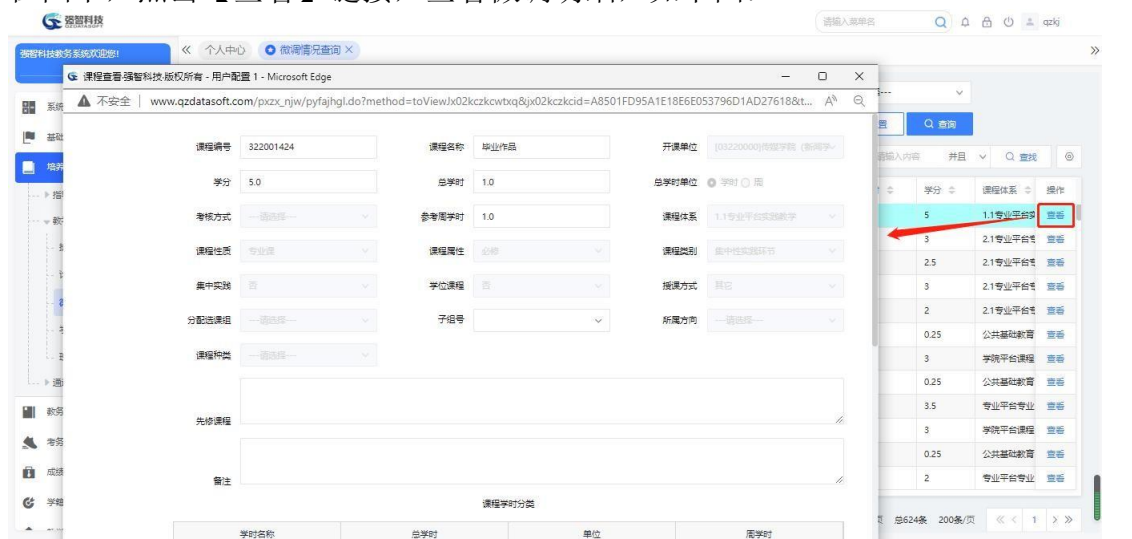 强智科技
请输入菜单名
qzkj
强智科技教务系统欢迎您!
个人中心
微调情况查询
课程查看-强智科技.版权所有 - 用户配置 1 - Microsoft Edge
不安全 www.qzdatasoft.com/pxzx_njw/pyfajhgl.do?method=toViewJx02kczkcwtxq&jx02kczkcid=A8501FD95A1E18E6E053796D1AD27618&t...
系统
基础
培养
教务
考务
成绩
学籍
查询
请输入内容 并且 查找
学分 课程体系 操作
5 1.1专业平台实 查看
3 2.1专业平台专 查看
2.5 2.1专业平台专 查看
3 2.1专业平台专 查看
2 2.1专业平台专 查看
0.25 公共基础教育 查看
3 学院平台课程 查看
0.25 公共基础教育 查看
3.5 专业平台专业 查看
3 学院平台课程 查看
0.25 公共基础教育 查看
2 专业平台专业 查看
总624条 200条/页 1
课程编号 322001424 课程名称 毕业作品 开课单位 [03220000]传媒学院（新闻学
学分 5.0 总学时 1.0 总学时单位 学时 周
考核方式 ---请选择--- 参考周学时 1.0 课程体系 1.1专业平台实践教学
课程性质 专业课 课程属性 必修 课程类别 集中性实践环节
集中实践 否 学位课程 否 授课方式 其它
分配选课组 ---请选择--- 子组号 所属方向 ---请选择---
课程种类 ---请选择---
先修课程
备注
课程学时分类
学时名称 总学时 单位 周学时